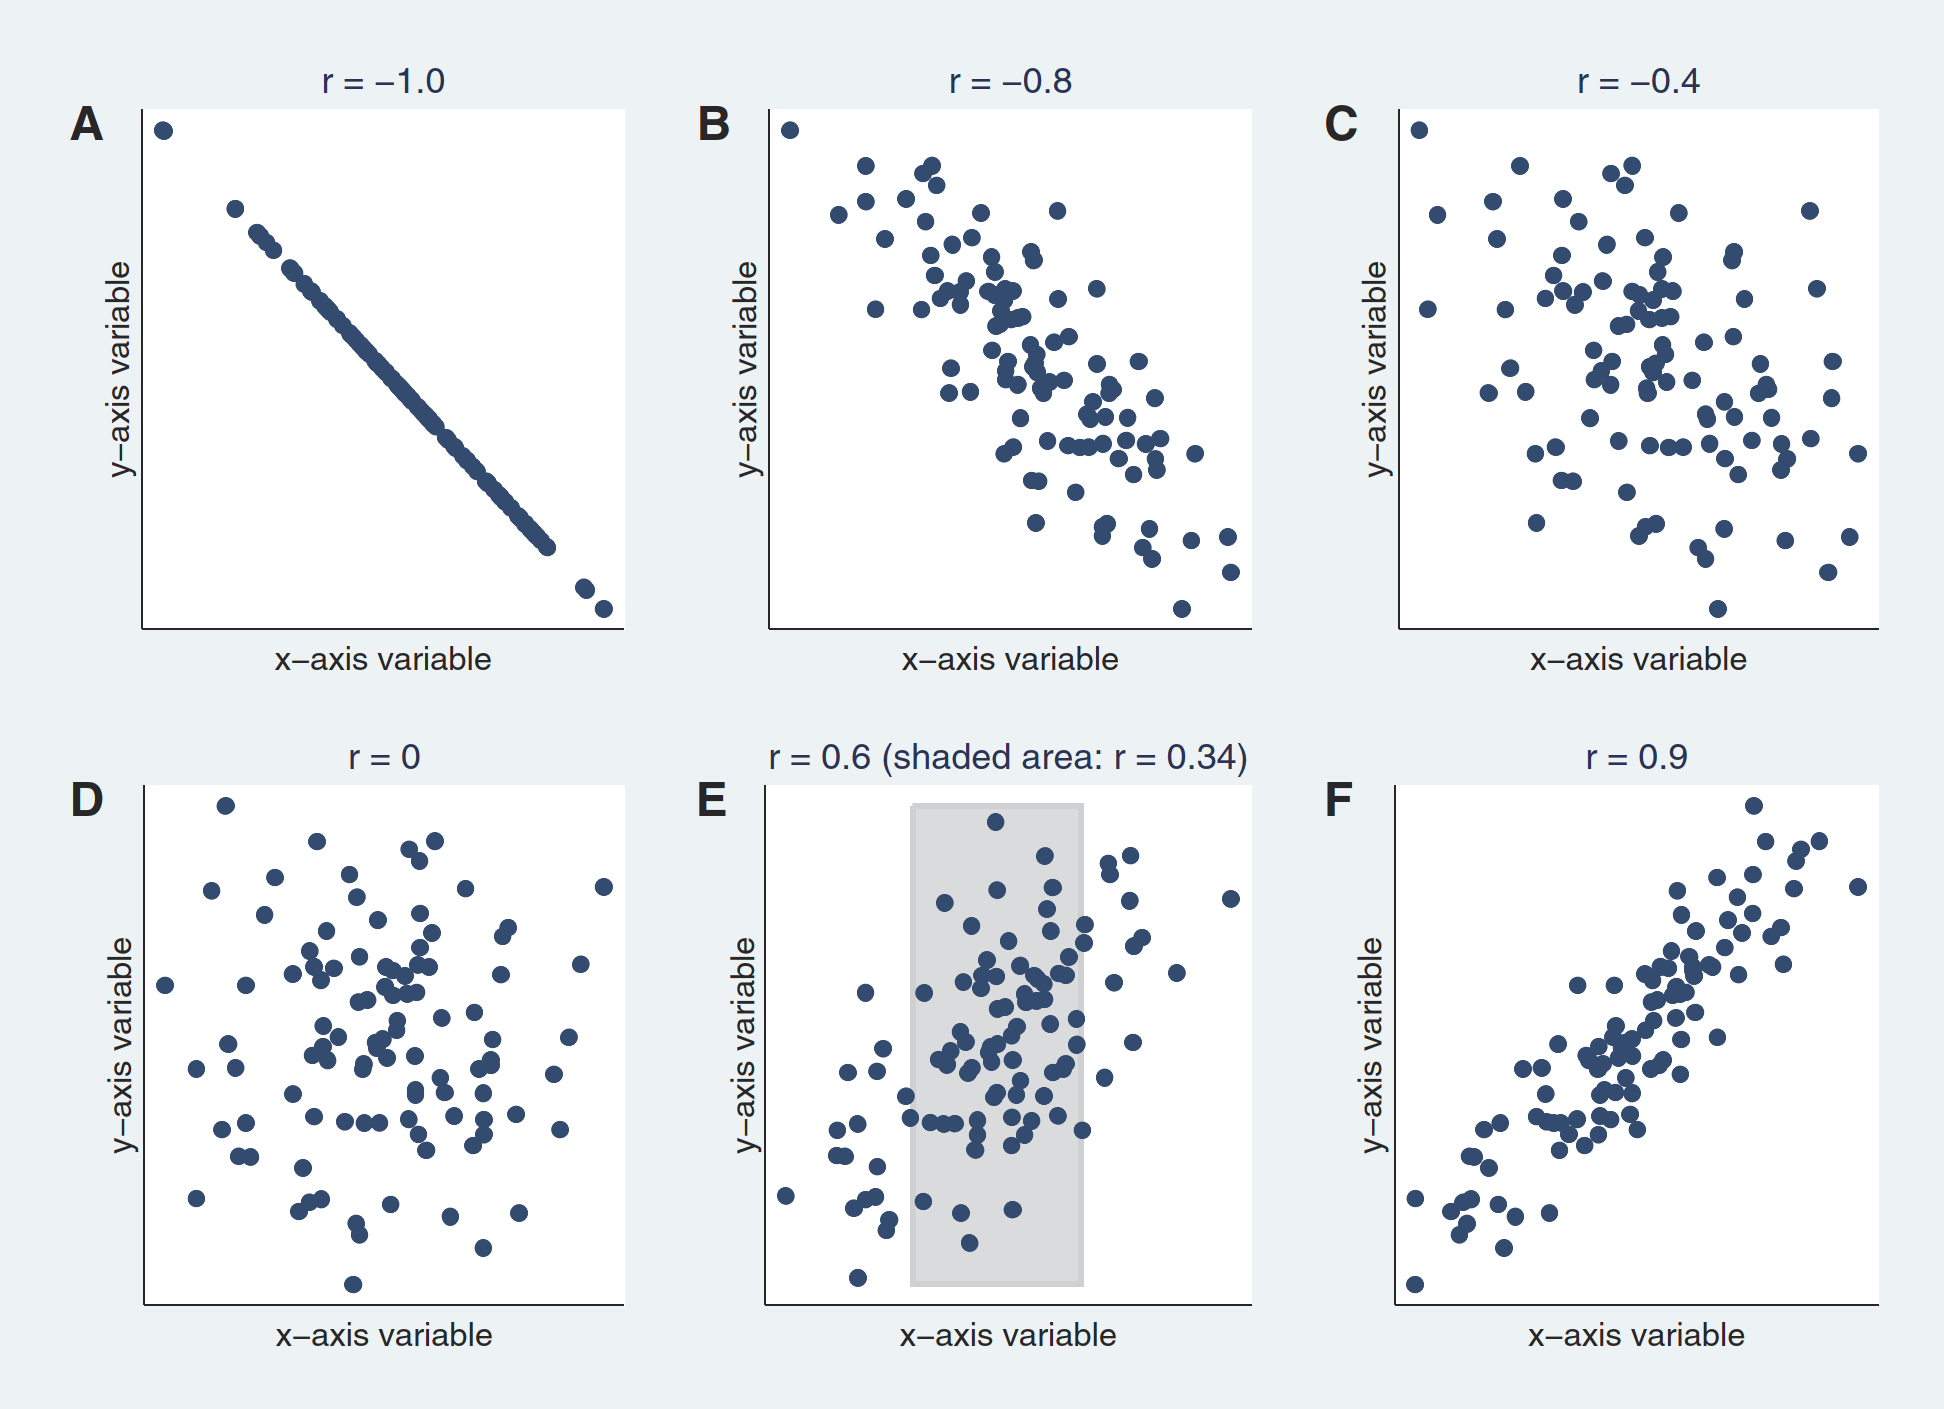 r = −1.0
A
y−axis variable
x−axis variable
r = −0.8
B
y−axis variable
x−axis variable
r = −0.4
C
y−axis variable
x−axis variable
r = 0
D
y−axis variable
x−axis variable
r = 0.6 (shaded area: r = 0.34)
E
y−axis variable
x−axis variable
r = 0.9
F
y−axis variable
x−axis variable